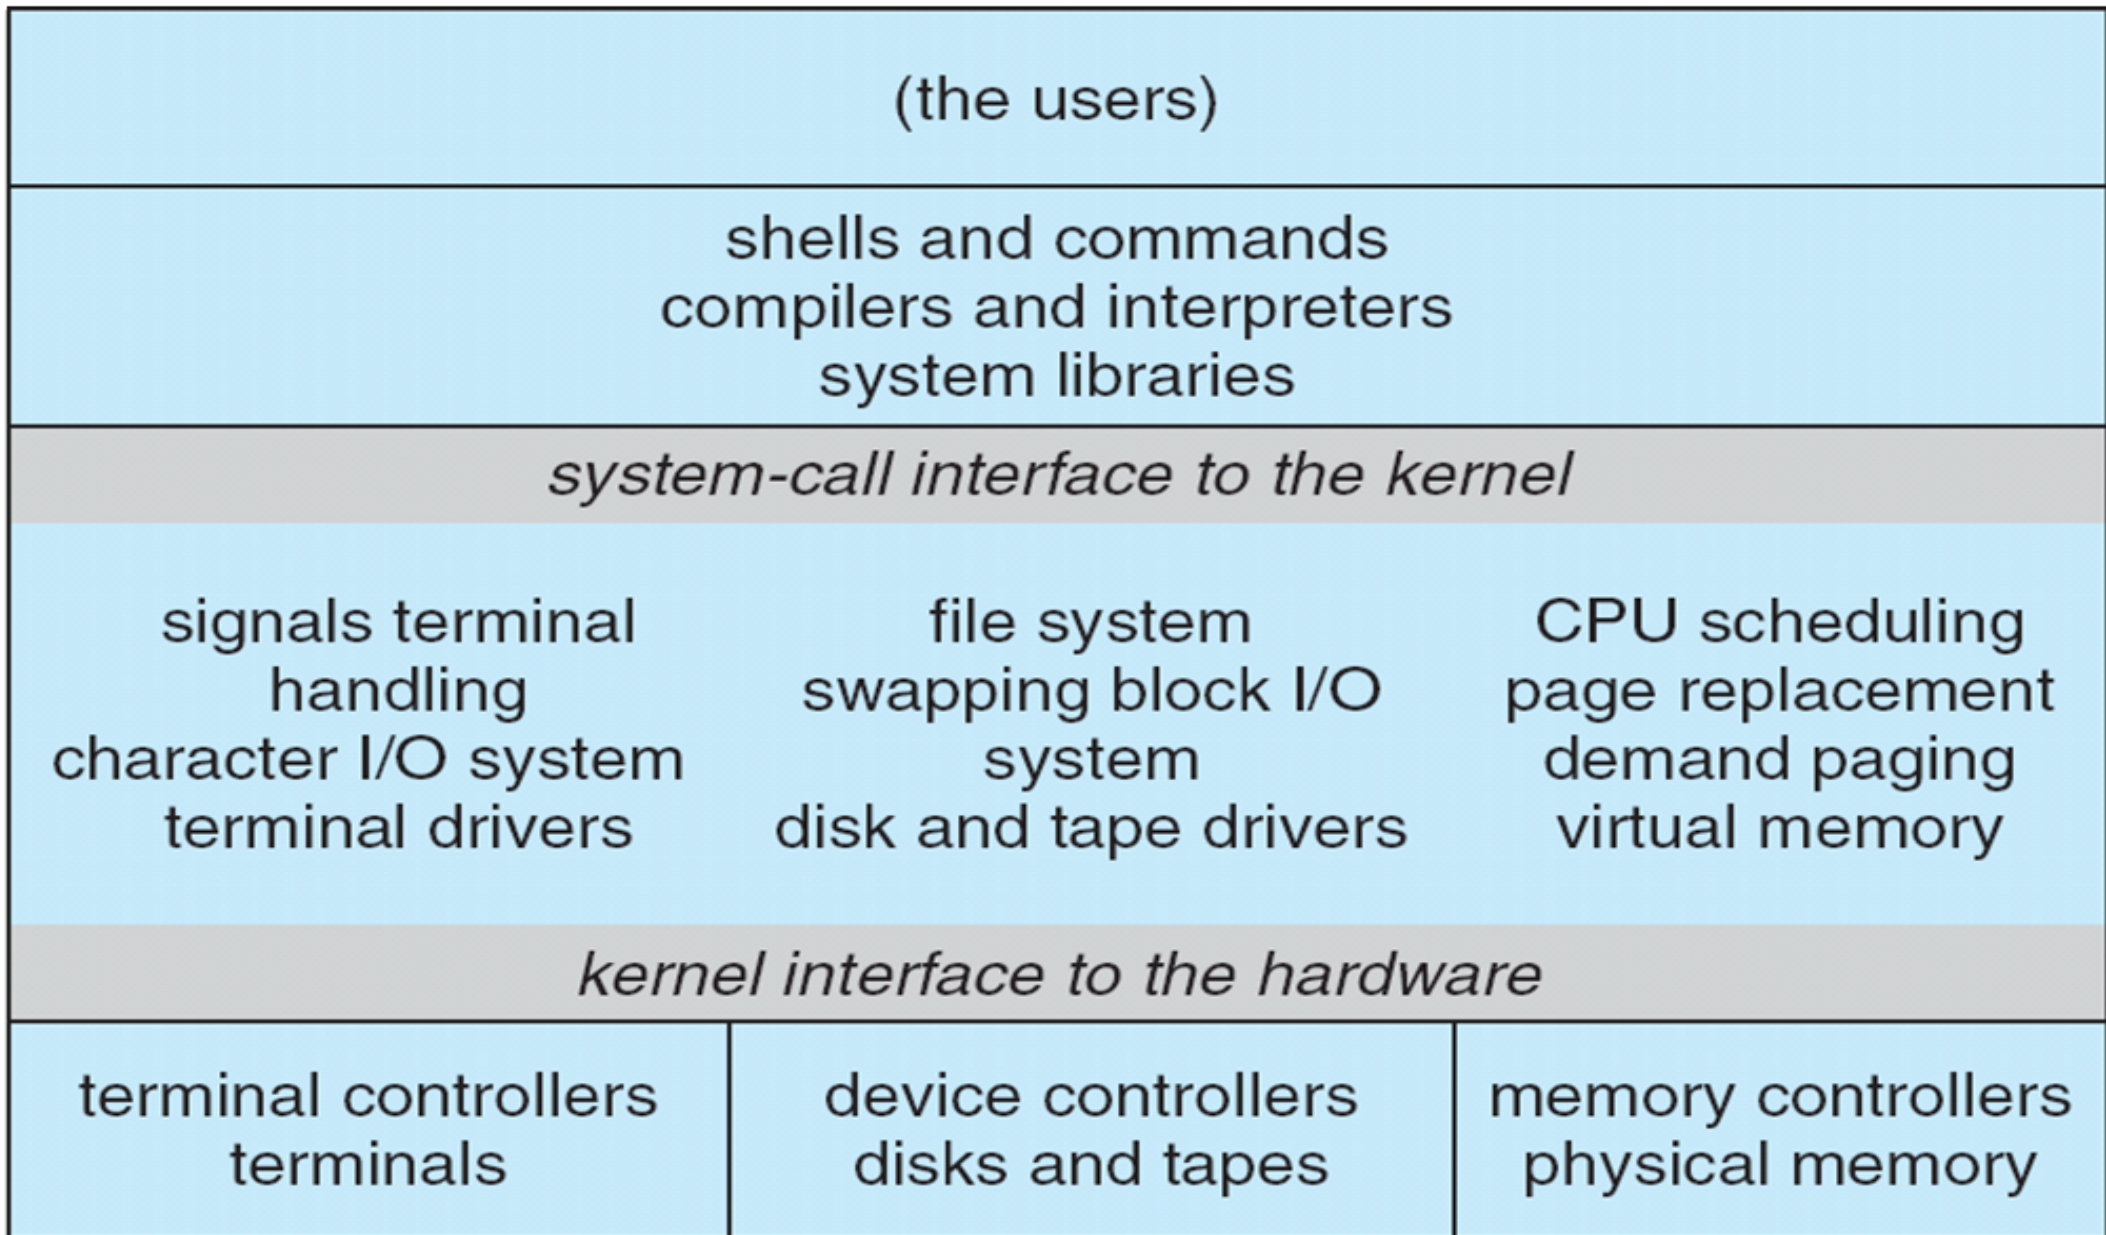 (the users)
shells and commands
compilers and interpreters
system libraries
system-call interface to the kernel
signals terminal
handling
character I/O system
terminal drivers
file system
swapping block I/O
system
disk and tape drivers
CPU scheduling
page replacement
demand paging
virtual memory
kernel interface to the hardware
terminal controllers
terminals
device controllers
disks and tapes
memory controllers
physical memory